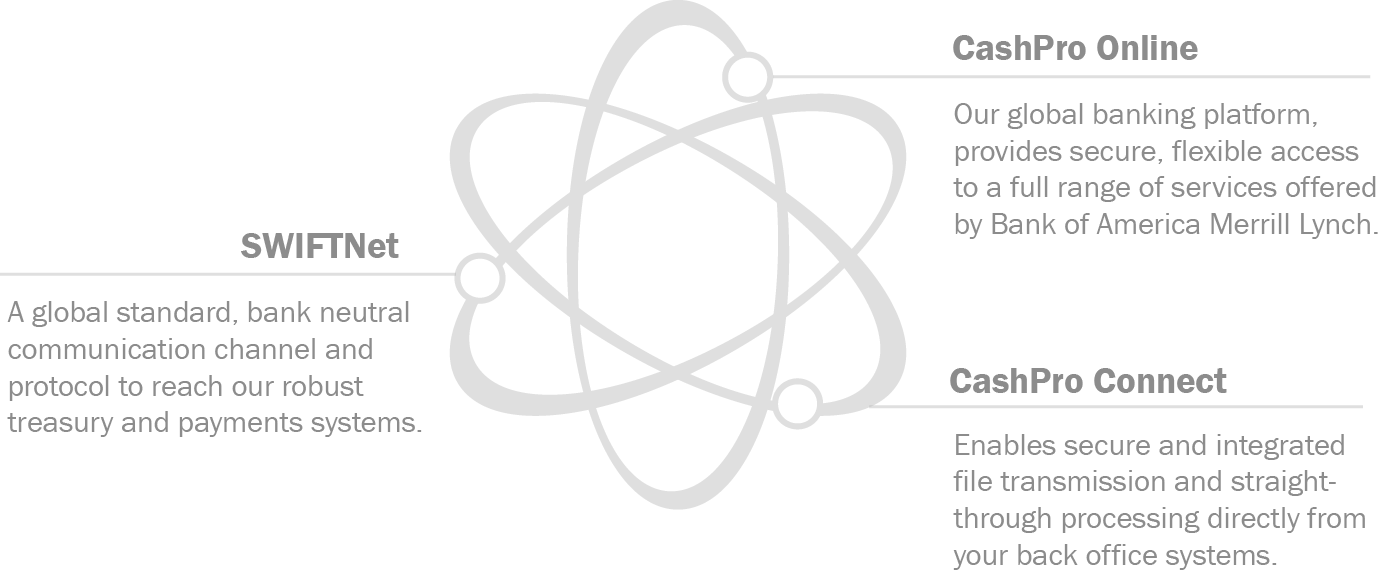 CashPro Online
Our global banking platform,
provides secure, flexible access
to a full range of services offered
by Bank of America Merrill Lynch.
SWIFTNet
A global standard, bank neutral
communication channel and
protocol to reach our robust
treasury and payments systems.
CashPro Connect
Enables secure and integrated
file transmission and straight-
through processing directly from
your back office systems.